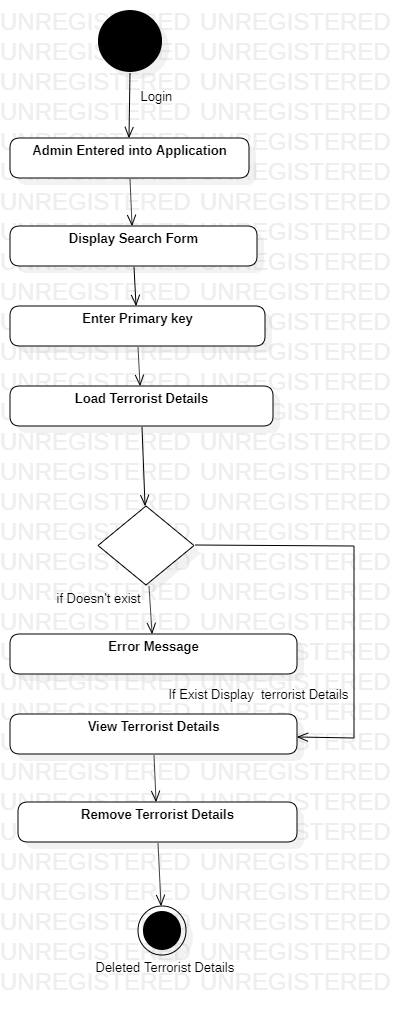 Login
Admin Entered into Application
Display Search Form
Enter Primary key
Load Terrorist Details
if Doesn't exist
Error Message
If Exist Display  terrorist Details
View Terrorist Details
Remove Terrorist Details
Deleted Terrorist Details
UNREGISTERED